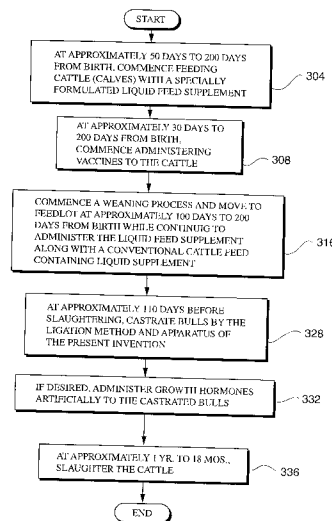 START
AT APPROXIMATELY 50 DAYS TO 200 DAYS
FROM BIRTH, COMMENCE FEEDING
CATTLE (CALVES) WITH A SPECIALLY
FORMULATED LIQUID FEED SUPPLEMENT
304
AT APPROXIMATELY 30 DAYS TO
200 DAYS FROM BIRTH,
COMMENCE ADMINISTERING
VACCINES TO THE CATTLE
308
COMMENCE A WEANING PROCESS AND MOVE TO
FEEDLOT AT APPROXIMATELY 100 DAYS TO 200
DAYS FROM BIRTH WHILE CONTINUIG TO
ADMINISTER THE LIQUID FEED SUPPLEMENT
ALONG WITH A CONVENTIONAL CATTLE FEED
CONTAINING LIQUID SUPPLEMENT
316
AT APPROXIMATELY 110 DAYS BEFORE
SLAUGHTERING, CASTRATE BULLS BY THE
LIGATION METHOD AND APPARATUS OF
THE PRESENT INVENTION
328
IF DESIRED, ADMINISTER GROWTH HORMONES
ARTIFICIALLY TO THE CASTRATED BULLS
332
AT APPROXIMATELY 1 YR. TO 18 MOS.,
SLAUGHTER THE CATTLE
336
END